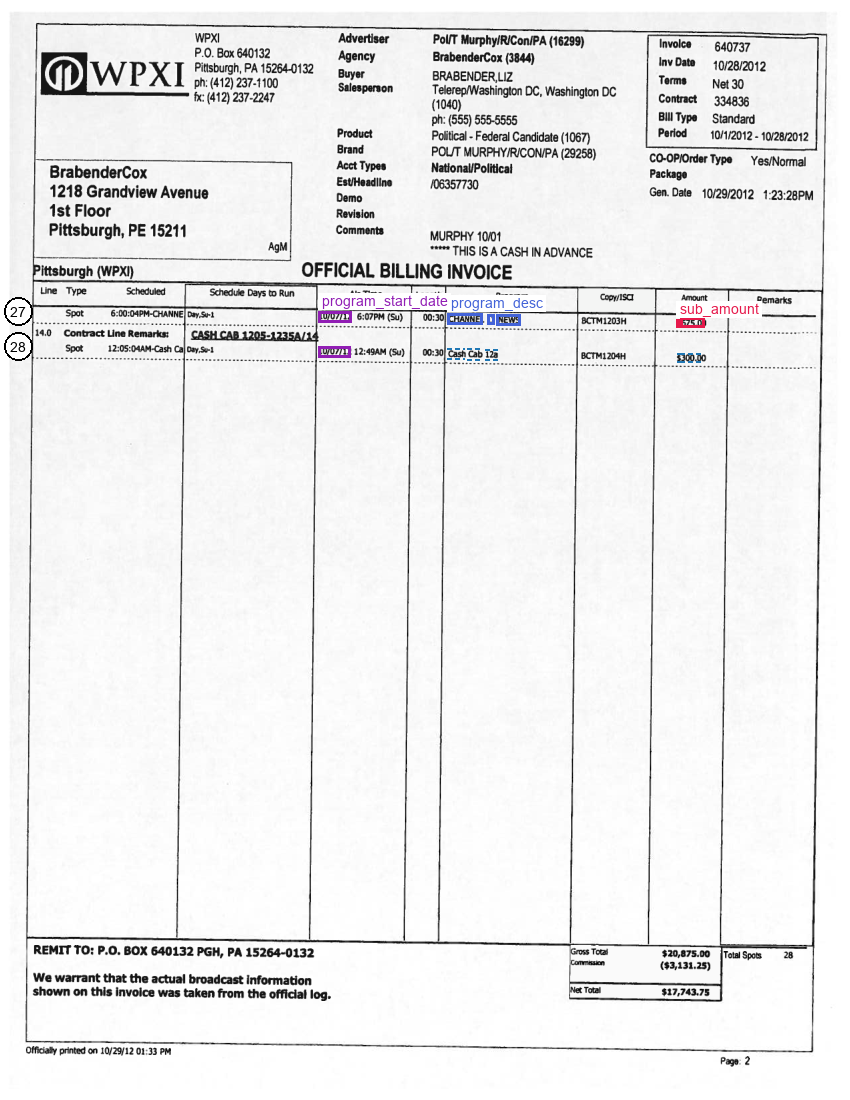 WPXI
WPXI
P.O. Box 640132
Pittsburgh, PA 15264-0132
ph: (412) 237-1100
fx: (412) 237-2247
Advertiser Pol/T Murphy/R/Con/PA (16299)
Agency BrabenderCox (3844)
Buyer BRABENDER,LIZ
Salesperson Telerep/Washington DC, Washington DC
(1040)
ph: (555) 555-5555
Product Political - Federal Candidate (1067)
Brand POL/T MURPHY/R/CON/PA (29258)
Acct Types National/Political
Est/Headline /06357730
Demo
Revision
Comments
MURPHY 10/01
***** THIS IS A CASH IN ADVANCE
Invoice 640737
Inv Date 10/28/2012
Terms Net 30
Contract 334836
Bill Type Standard
Period 10/1/2012 - 10/28/2012
CO-OP/Order Type Yes/Normal
Package
Gen. Date 10/29/2012 1:23:28PM
BrabenderCox
1218 Grandview Avenue
1st Floor
Pittsburgh, PE 15211
AgM
Pittsburgh (WPXI) OFFICIAL BILLING INVOICE
Line Type Scheduled Schedule Days to Run Copy/ISCI Amount Remarks
program_start_date program_desc sub_amount
27 Spot 6:00:04PM-CHANNE Day,Su-1 10/07/12 6:07PM (Su) 00:30 CHANNE NEWS BCTM1203H
14.0 Contract Line Remarks: CASH CAB 1205-1235A/14
28 Spot 12:05:04AM-Cash Ca Day,Su-1 10/07/12 12:49AM (Su) 00:30 Cash Cab 12a BCTM1204H $300.00
REMIT TO: P.O. BOX 640132 PGH, PA 15264-0132
We warrant that the actual broadcast information
shown on this invoice was taken from the official log.
Gross Total $20,875.00 Total Spots 28
Commission ($3,131.25)
Net Total $17,743.75
Officially printed on 10/29/12 01:33 PM
Page: 2